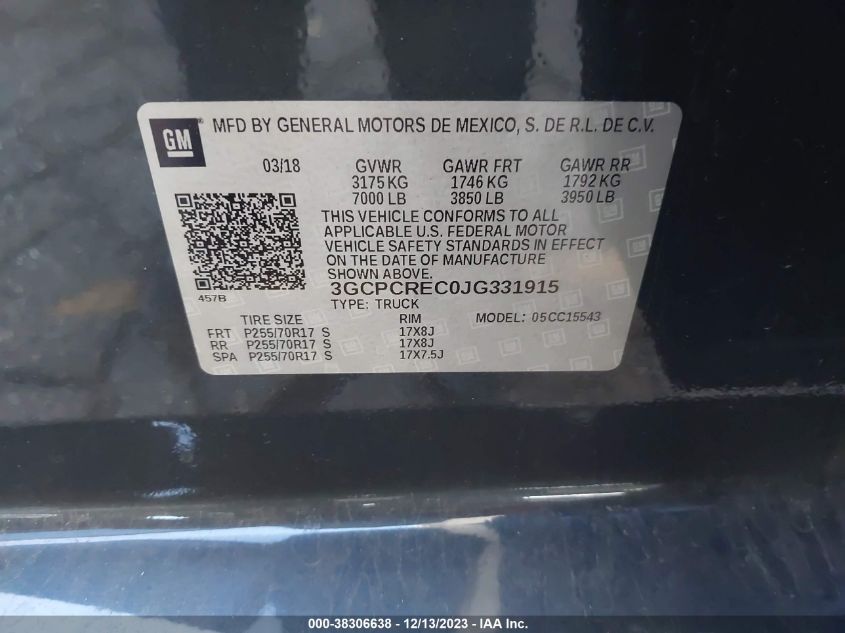 GM
MFD BY GENERAL MOTORS DE MEXICO, S. DE R.L. DE C.V.
03/18 GVWR GAWR FRT GAWR RR
3175 KG 1746 KG 1792 KG
7000 LB 3850 LB 3950 LB
THIS VEHICLE CONFORMS TO ALL
APPLICABLE U.S. FEDERAL MOTOR
VEHICLE SAFETY STANDARDS IN EFFECT
ON THE DATE OF MANUFACTURE
SHOWN ABOVE.
457B
3GCPCREC0JG331915
TYPE: TRUCK
TIRE SIZE RIM MODEL: 05CC15543
FRT P255/70R17 S 17X8J
RR P255/70R17 S 17X8J
SPA P255/70R17 S 17X7.5J
000-38306638 - 12/13/2023 - IAA Inc.